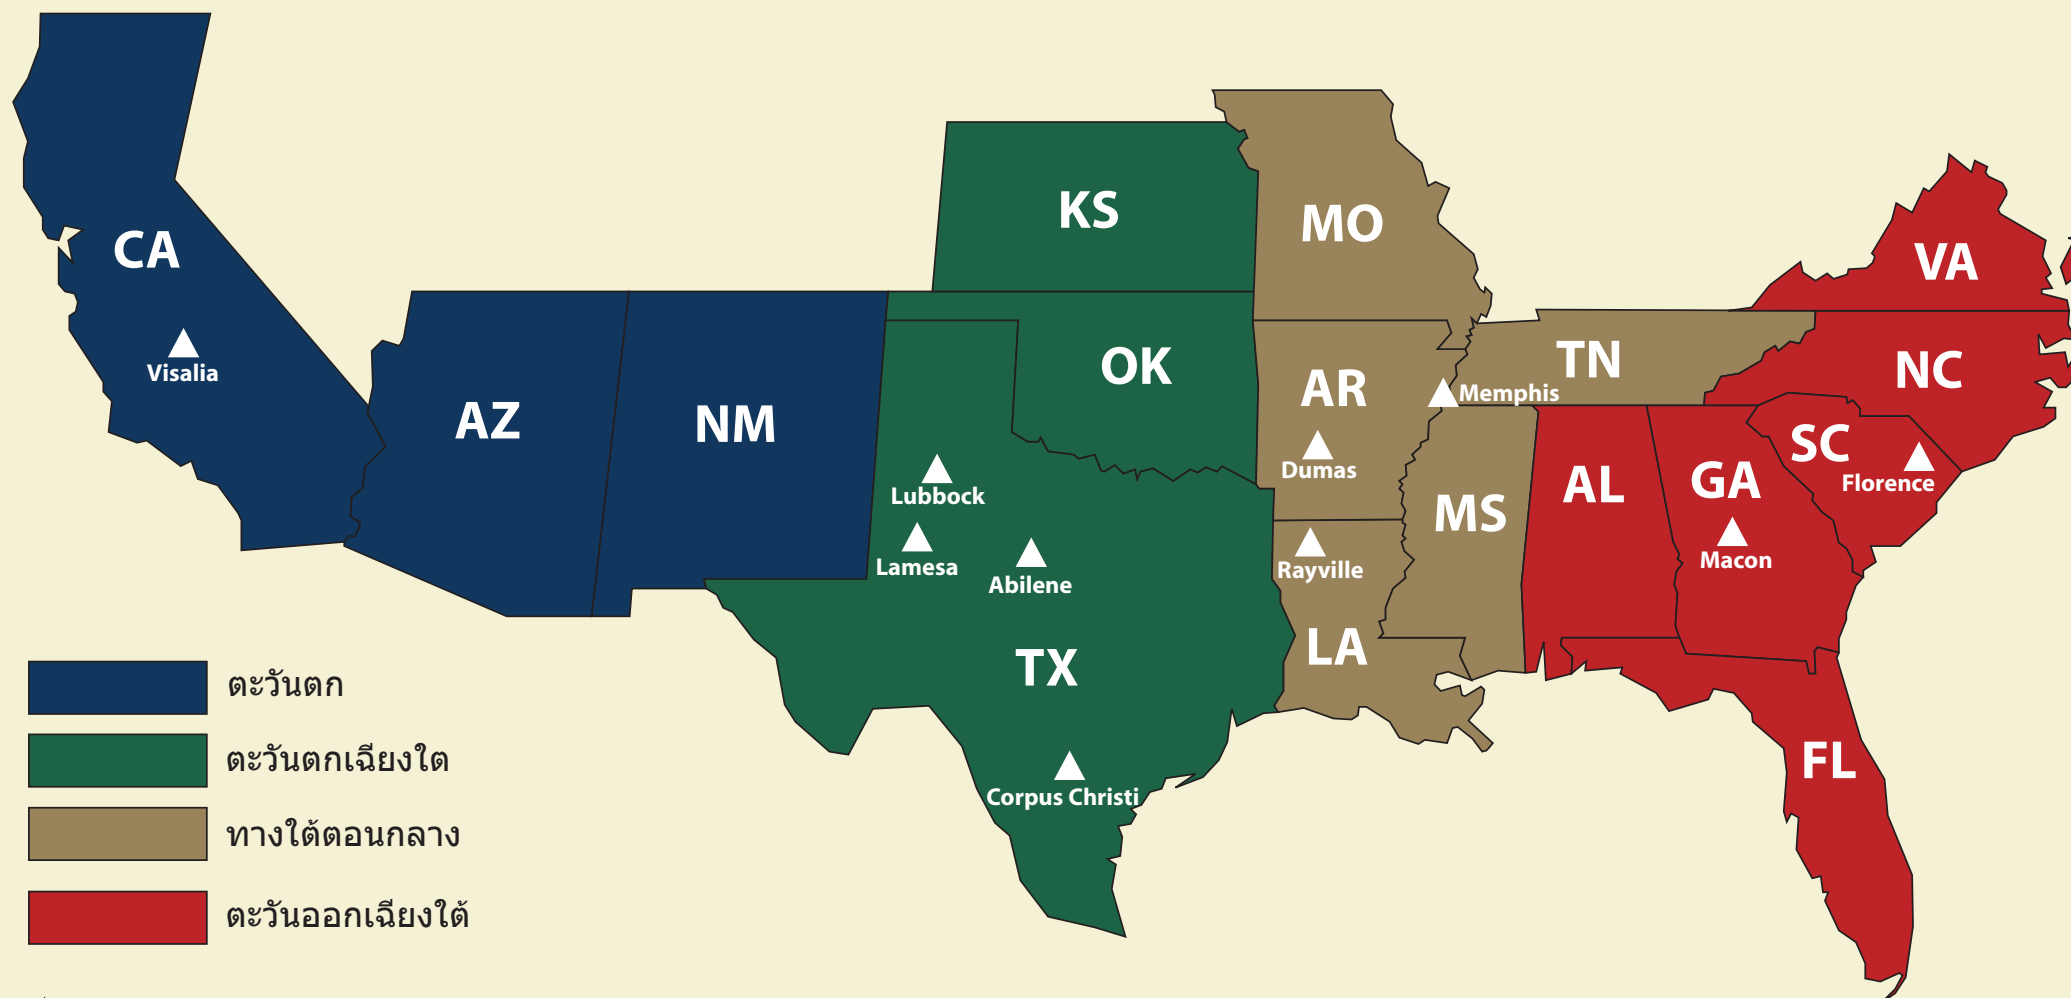 CA
Visalia
AZ
NM
KS
OK
Lubbock
Lamesa
Abilene
TX
Corpus Christi
MO
AR
Dumas
Rayville
LA
Memphis
TN
MS
AL
GA
Macon
SC
Florence
NC
VA
FL
ตะวันตก
ตะวันตกเฉียงใต
ทางใต้ตอนกลาง
ตะวันออกเฉียงใต้